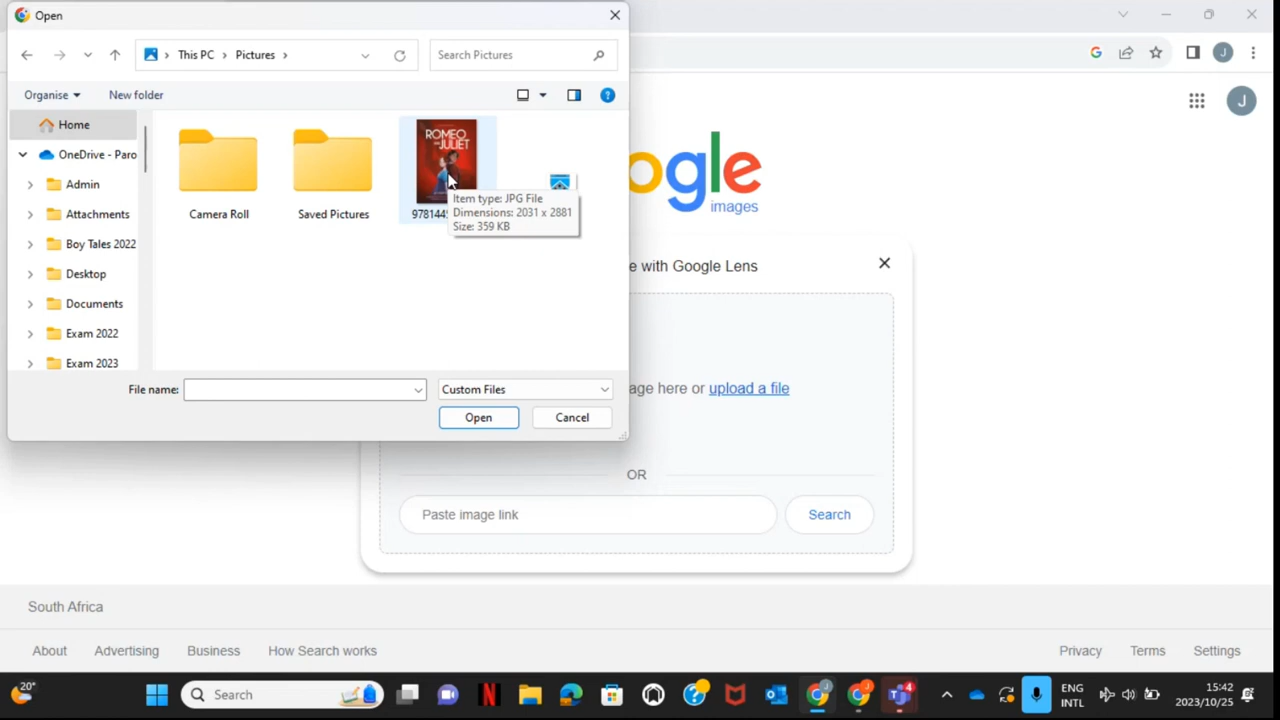 Open
This PC
Pictures
Search Pictures
Organise
New folder
Home
OneDrive - Paro
Admin
Attachments
Boy Tales 2022
Desktop
Documents
Exam 2022
Exam 2023
Camera Roll
Saved Pictures
ROMEO
JULIET
Item type: JPG File
Dimensions: 2031 x 2881
Size: 359 KB
File name:
Custom Files
Open
Cancel
ogle
images
e with Google Lens
age here or upload a file
OR
Paste image link
Search
South Africa
About
Advertising
Business
How Search works
Privacy
Terms
Settings
J
J
20°
Search
ENG
INTL
15:42
2023/10/25